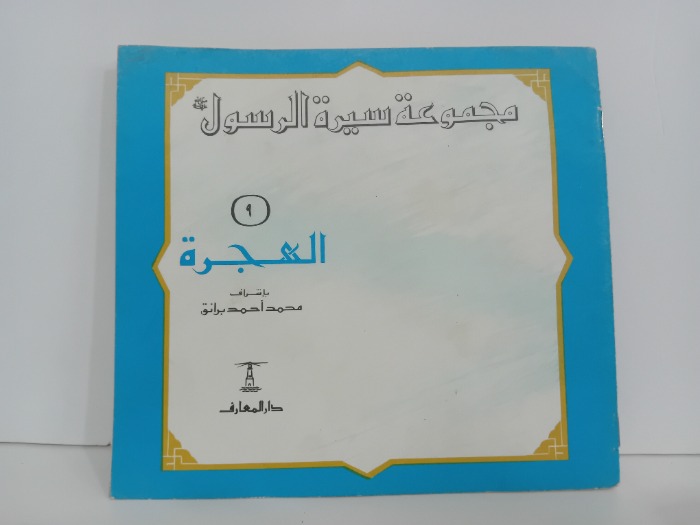 مجموعة سيرة الرسول ﷺ
٩
الهجرة
بإشراف
محمد أحمد برانق
دار المعارف